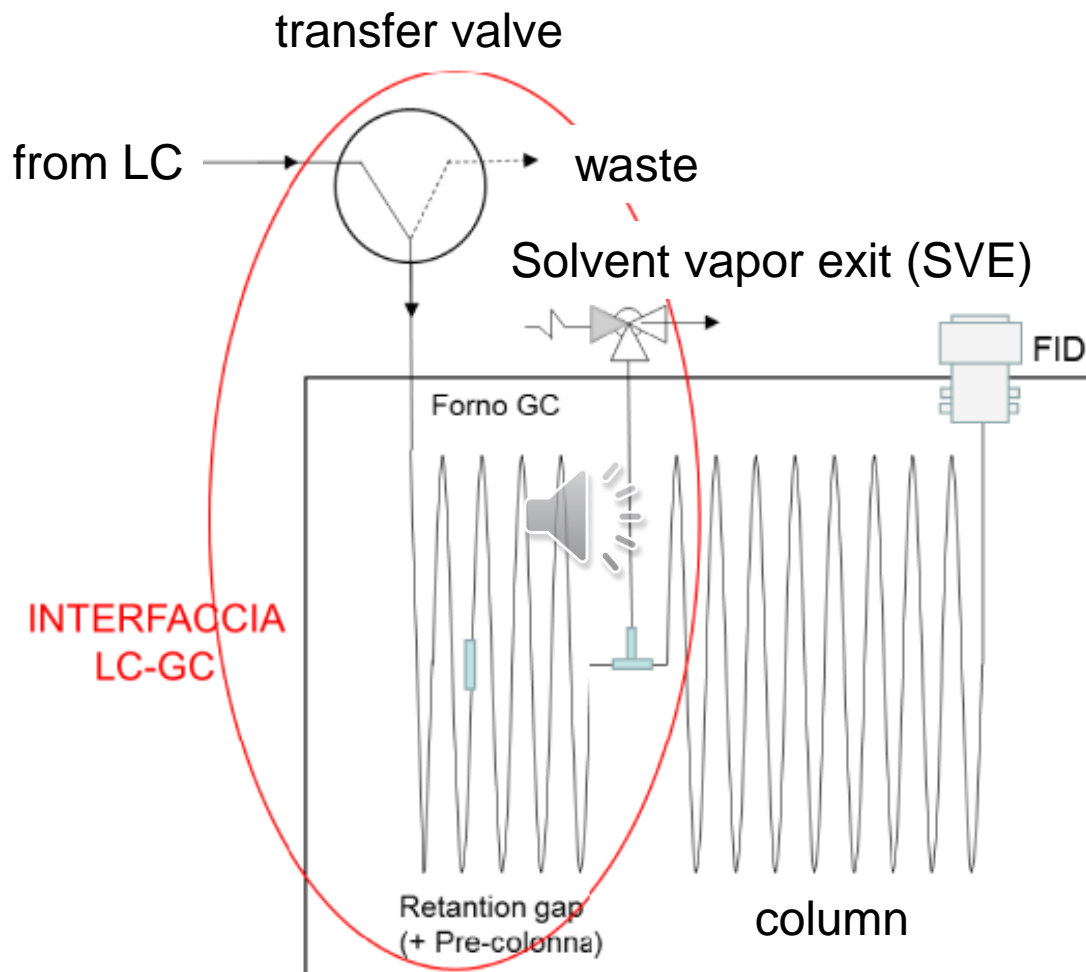 transfer valve
from LC
waste
Solvent vapor exit (SVE)
FID
Forno GC
INTERFACCIA
LC-GC
Retantion gap
(+ Pre-colonna)
column